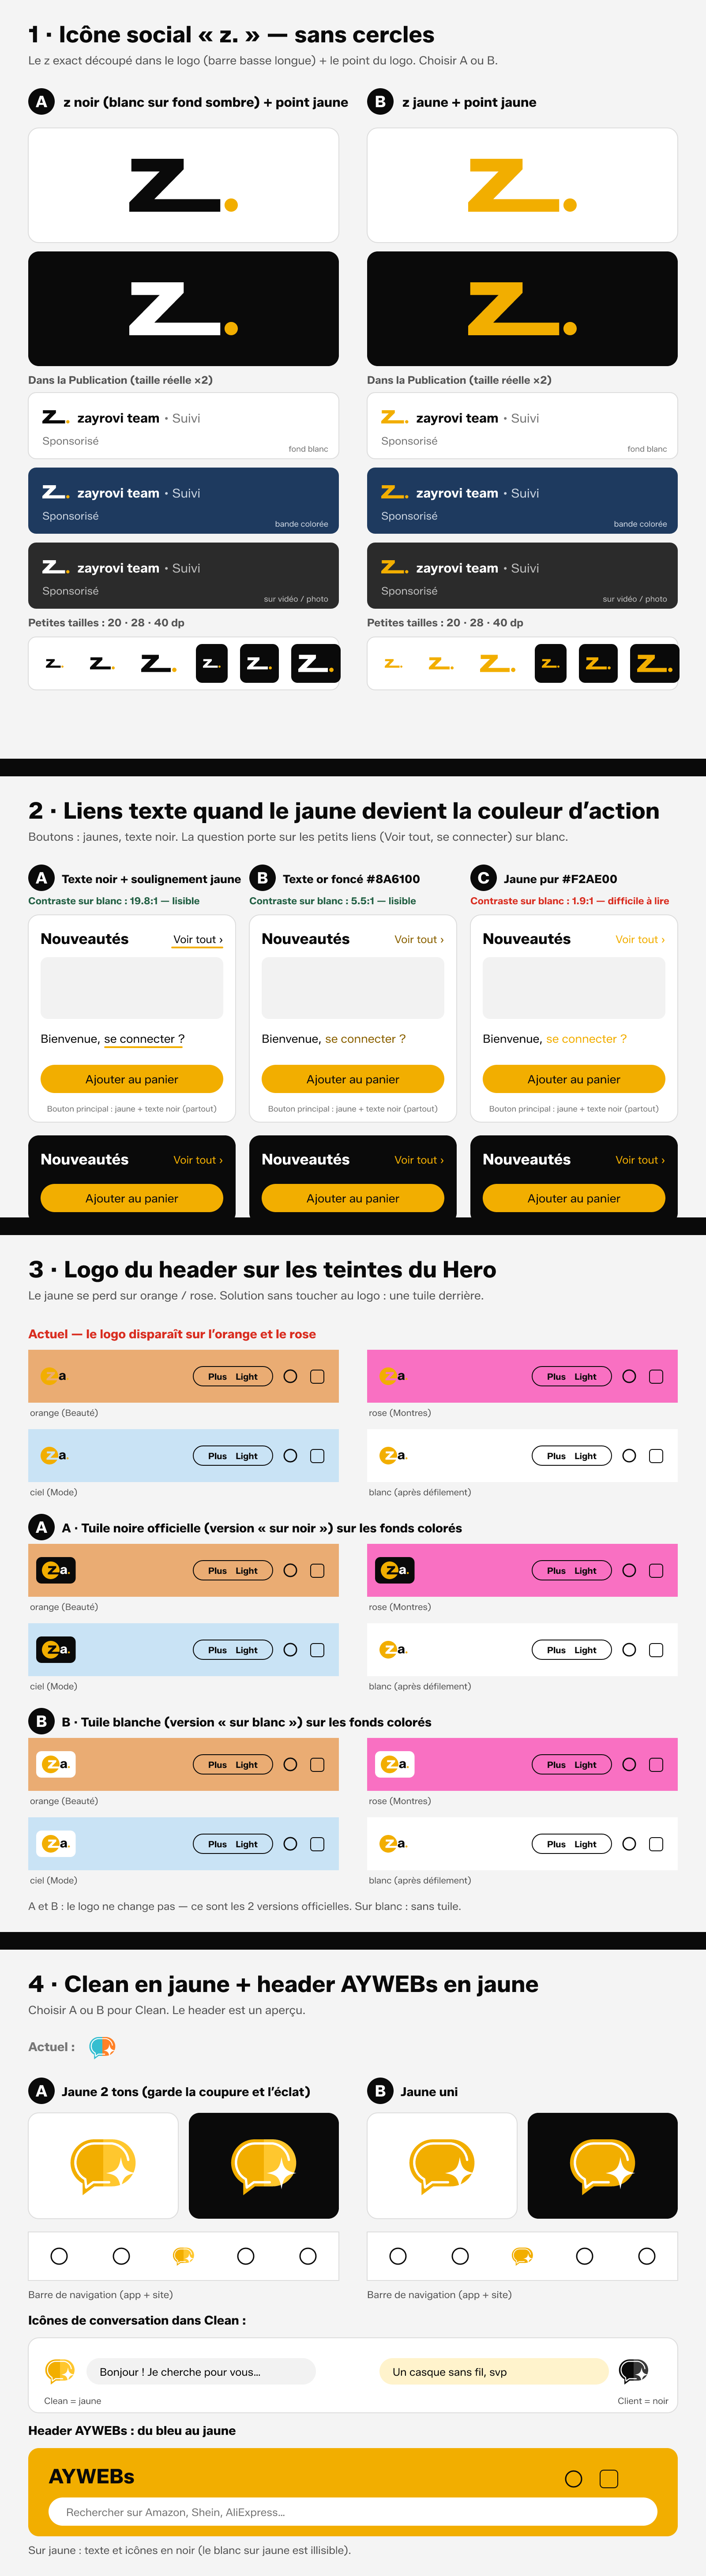 1 · Icône social « z. » — sans cercles
Le z exact découpé dans le logo (barre basse longue) + le point du logo. Choisir A ou B.
A z noir (blanc sur fond sombre) + point jaune
B z jaune + point jaune
z.
z.
z.
z.
Dans la Publication (taille réelle ×2)
Dans la Publication (taille réelle ×2)
z. zayrovi team • Suivi
Sponsorisé
fond blanc
z. zayrovi team • Suivi
Sponsorisé
fond blanc
z. zayrovi team • Suivi
Sponsorisé
bande colorée
z. zayrovi team • Suivi
Sponsorisé
bande colorée
z. zayrovi team • Suivi
Sponsorisé
sur vidéo / photo
z. zayrovi team • Suivi
Sponsorisé
sur vidéo / photo
Petites tailles : 20 · 28 · 40 dp
Petites tailles : 20 · 28 · 40 dp
z. z. z. z. z. z.
z. z. z. z. z. z.
2 · Liens texte quand le jaune devient la couleur d’action
Boutons : jaunes, texte noir. La question porte sur les petits liens (Voir tout, se connecter) sur blanc.
A Texte noir + soulignement jaune
Contraste sur blanc : 19.8:1 — lisible
Nouveautés Voir tout ›
Bienvenue, se connecter ?
Ajouter au panier
Bouton principal : jaune + texte noir (partout)
Nouveautés Voir tout ›
Ajouter au panier
B Texte or foncé #8A6100
Contraste sur blanc : 5.5:1 — lisible
Nouveautés Voir tout ›
Bienvenue, se connecter ?
Ajouter au panier
Bouton principal : jaune + texte noir (partout)
Nouveautés Voir tout ›
Ajouter au panier
C Jaune pur #F2AE00
Contraste sur blanc : 1.9:1 — difficile à lire
Nouveautés Voir tout ›
Bienvenue, se connecter ?
Ajouter au panier
Bouton principal : jaune + texte noir (partout)
Nouveautés Voir tout ›
Ajouter au panier
3 · Logo du header sur les teintes du Hero
Le jaune se perd sur orange / rose. Solution sans toucher au logo : une tuile derrière.
Actuel — le logo disparaît sur l’orange et le rose
za. Plus Light
orange (Beauté)
za. Plus Light
rose (Montres)
za. Plus Light
ciel (Mode)
za. Plus Light
blanc (après défilement)
A A · Tuile noire officielle (version « sur noir ») sur les fonds colorés
za. Plus Light
orange (Beauté)
za. Plus Light
rose (Montres)
za. Plus Light
ciel (Mode)
za. Plus Light
blanc (après défilement)
B B · Tuile blanche (version « sur blanc ») sur les fonds colorés
za. Plus Light
orange (Beauté)
za. Plus Light
rose (Montres)
za. Plus Light
ciel (Mode)
za. Plus Light
blanc (après défilement)
A et B : le logo ne change pas — ce sont les 2 versions officielles. Sur blanc : sans tuile.
4 · Clean en jaune + header AYWEBs en jaune
Choisir A ou B pour Clean. Le header est un aperçu.
Actuel :
A Jaune 2 tons (garde la coupure et l’éclat)
B Jaune uni
Barre de navigation (app + site)
Barre de navigation (app + site)
Icônes de conversation dans Clean :
Bonjour ! Je cherche pour vous…
Un casque sans fil, svp
Clean = jaune
Client = noir
Header AYWEBs : du bleu au jaune
AYWEBs
Rechercher sur Amazon, Shein, AliExpress…
Sur jaune : texte et icônes en noir (le blanc sur jaune est illisible).